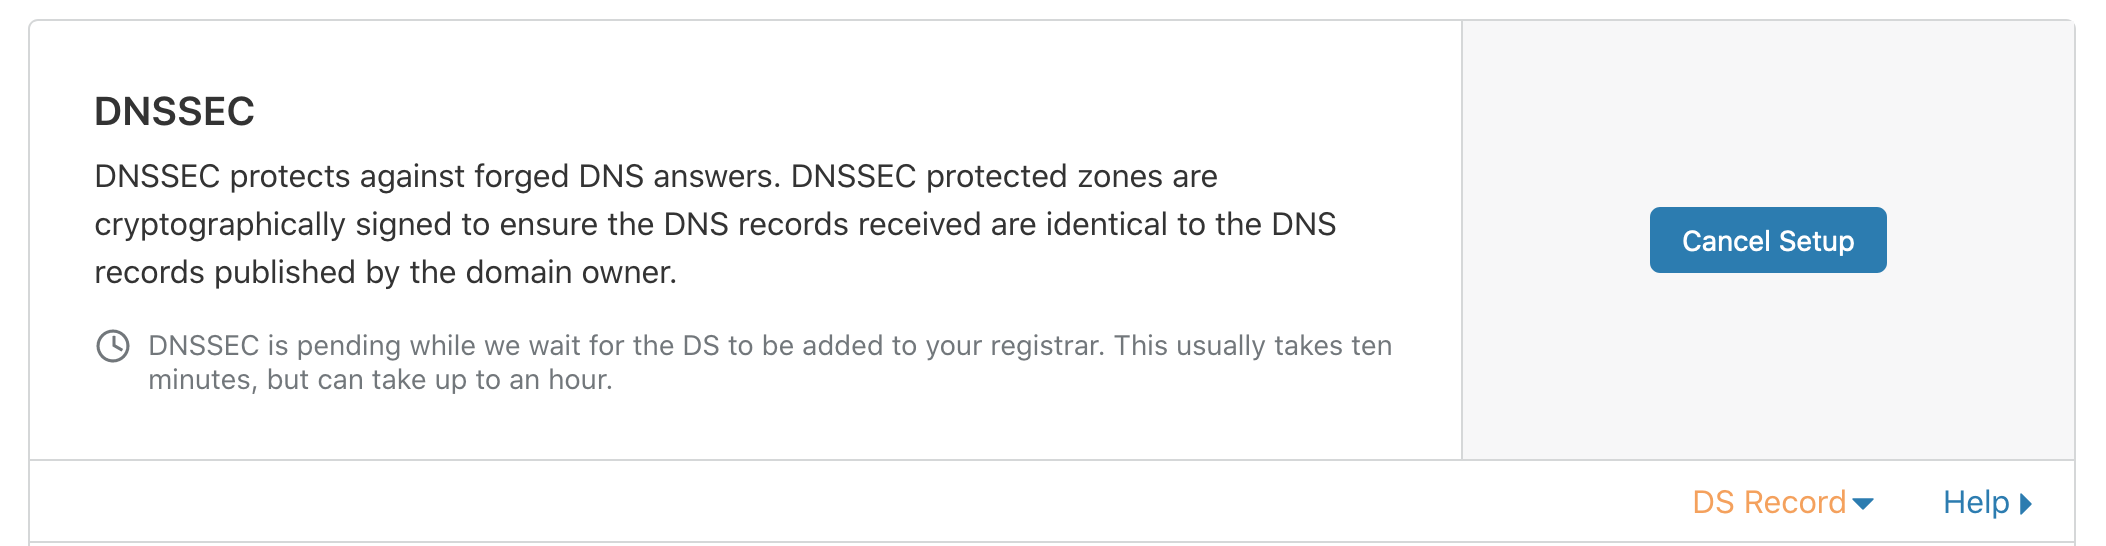 DNSSEC
DNSSEC protects against forged DNS answers. DNSSEC protected zones are
cryptographically signed to ensure the DNS records received are identical to the DNS
records published by the domain owner.
DNSSEC is pending while we wait for the DS to be added to your registrar. This usually takes ten
minutes, but can take up to an hour.
Cancel Setup
DS Record
Help